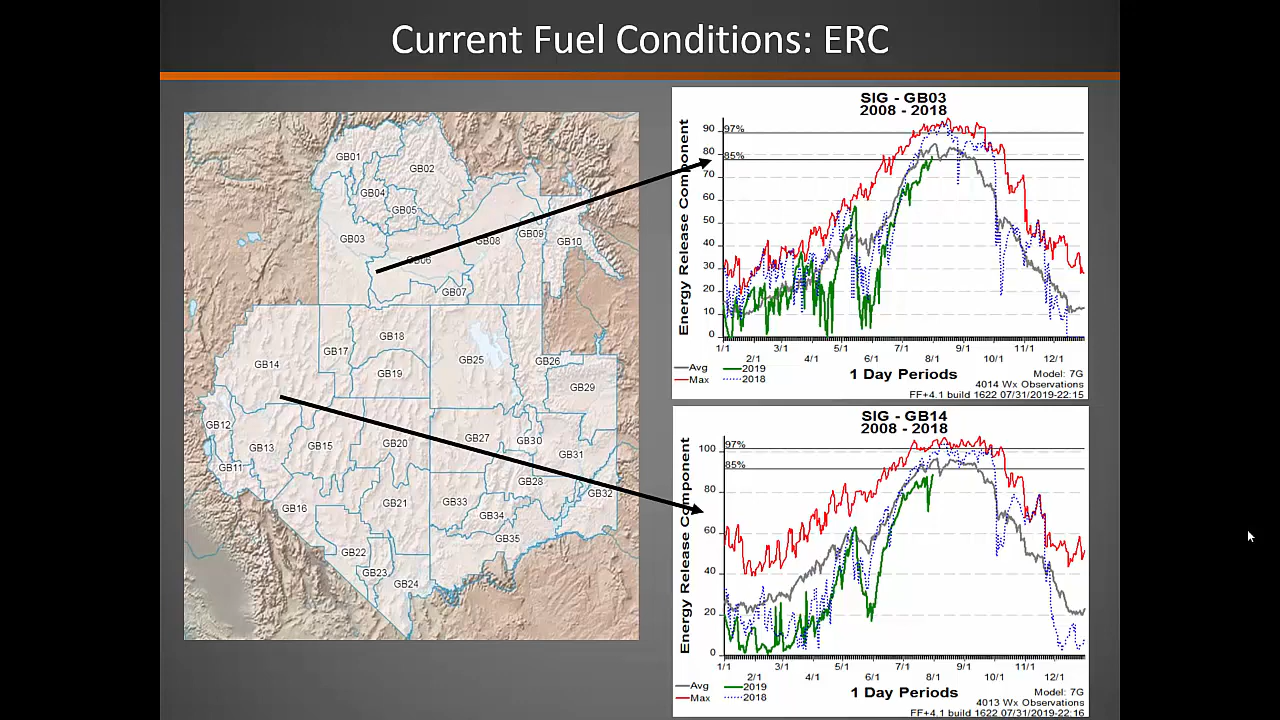 Current Fuel Conditions: ERC
GB01
GB02
GB04
GB05
GB03
GB08
GB09
GB10
GB06
GB07
GB18
GB17
GB14
GB19
GB25
GB26
GB29
GB12
GB13
GB15
GB20
GB27
GB30
GB31
GB11
GB28
GB32
GB16
GB21
GB33
GB34
GB35
GB22
GB23
GB24
SIG - GB03
2008 - 2018
Energy Release Component
90
80
70
60
50
40
30
20
10
0
97%
85%
1/1
2/1
3/1
4/1
5/1
6/1
7/1
8/1
9/1
10/1
11/1
12/1
Avg
Max
2019
2018
1 Day Periods
Model: 7G
4014 Wx Observations
FF+4.1 build 1622 07/31/2019-22:15
SIG - GB14
2008 - 2018
Energy Release Component
100
80
60
40
20
0
97%
85%
1/1
2/1
3/1
4/1
5/1
6/1
7/1
8/1
9/1
10/1
11/1
12/1
Avg
Max
2019
2018
1 Day Periods
Model: 7G
4013 Wx Observations
FF+4.1 build 1622 07/31/2019-22:16